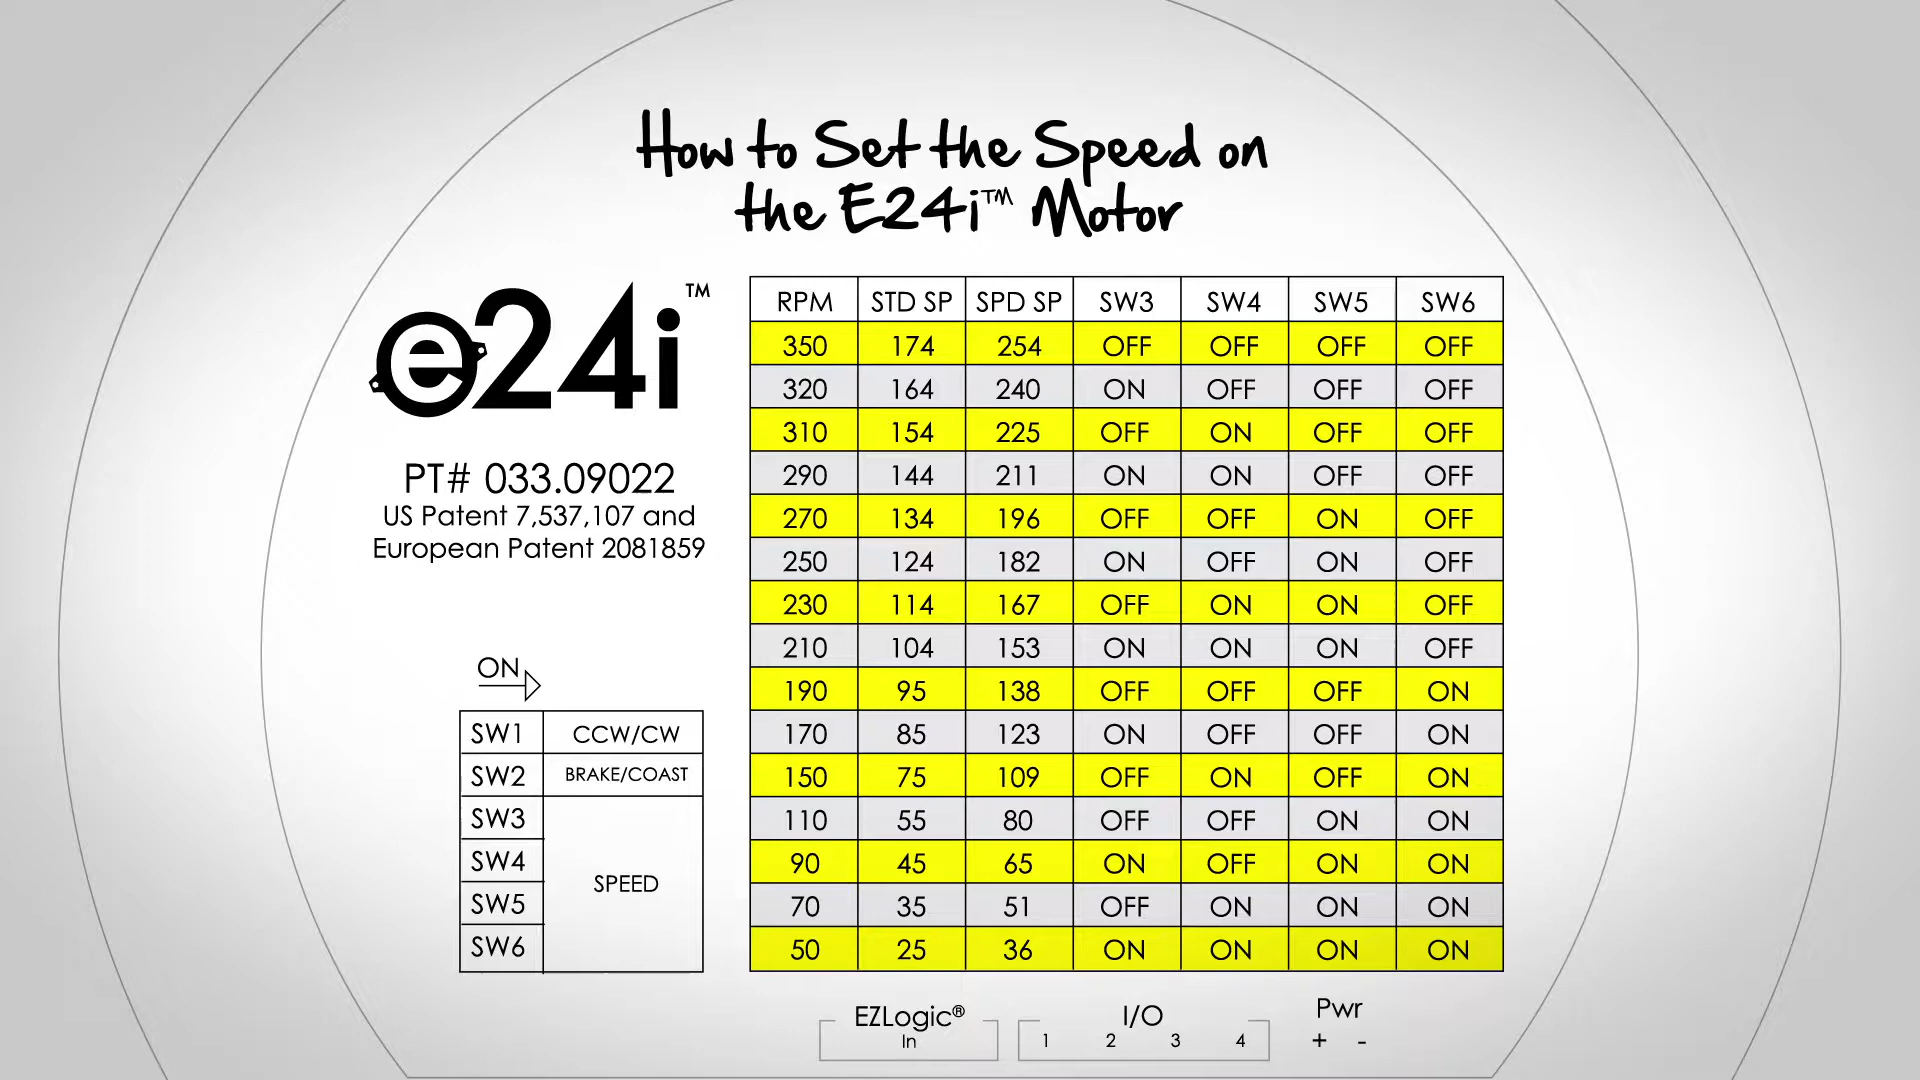 How to Set the Speed on
the E24i™ Motor
e24i™
PT# 033.09022
US Patent 7,537,107 and
European Patent 2081859
ON
SW1 CCW/CW
SW2 BRAKE/COAST
SW3
SW4
SPEED
SW5
SW6
RPM STD SP SPD SP SW3 SW4 SW5 SW6
350 174 254 OFF OFF OFF OFF
320 164 240 ON OFF OFF OFF
310 154 225 OFF ON OFF OFF
290 144 211 ON ON OFF OFF
270 134 196 OFF OFF ON OFF
250 124 182 ON OFF ON OFF
230 114 167 OFF ON ON OFF
210 104 153 ON ON ON OFF
190 95 138 OFF OFF OFF ON
170 85 123 ON OFF OFF ON
150 75 109 OFF ON OFF ON
110 55 80 OFF OFF ON ON
90 45 65 ON OFF ON ON
70 35 51 OFF ON ON ON
50 25 36 ON ON ON ON
EZLogic®
In
I/O
1 2 3 4
Pwr
+ -